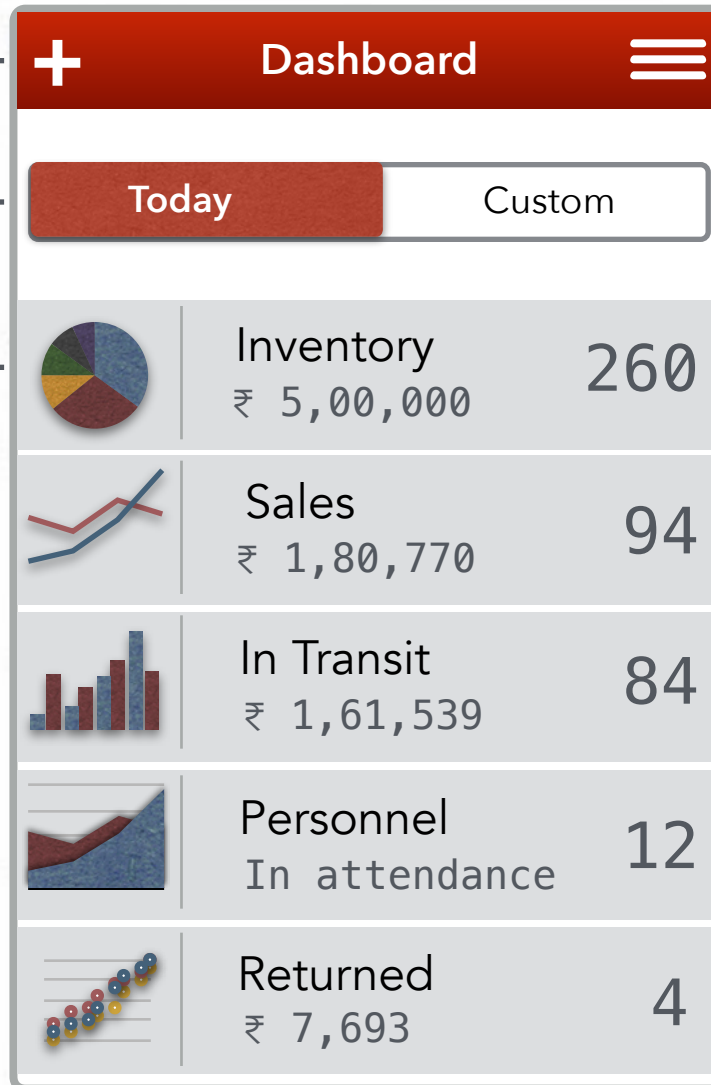 + Dashboard
Today Custom
Inventory
₹ 5,00,000
260
Sales
₹ 1,80,770
94
In Transit
₹ 1,61,539
84
Personnel
In attendance
12
Returned
₹ 7,693
4